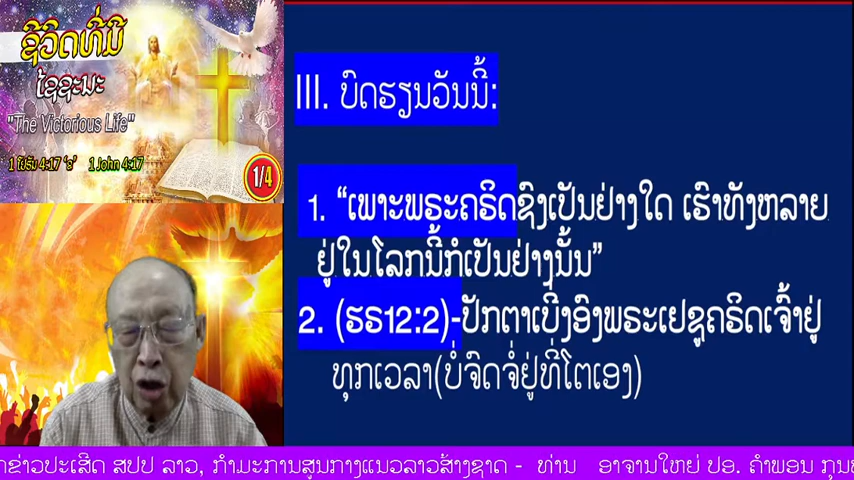 ຊີວິດທີ່ມີ
ໄຊຊະນະ
"The Victorious Life"
1 ໂຢຮັນ 4:17 1 John 4:17
1/4
III. ບົດຮຽນວັນນີ້:
1. “ເພາະພຣະຄຣິດຊົງເປັນຢ່າງໃດ ເຮົາທັງຫລາຍ
ຢູ່ໃນໂລກນີ້ກໍເປັນຢ່າງນັ້ນ”
2. (ຮຣ12:2)-ປັກຕາເບິ່ງອົງພຣະເຢຊູຄຣິດເຈົ້າຢູ່
ທຸກເວລາ(ບໍ່ຈົດຈໍ່ຢູ່ທີ່ໂຕເອງ)
ຂ່າວປະເສີດ ສປປ ລາວ, ກຳມະການສູນກາງແນວລາວສ້າງຊາດ - ທ່ານ ອາຈານໃຫຍ່ ປອ. ຄຳພອນ